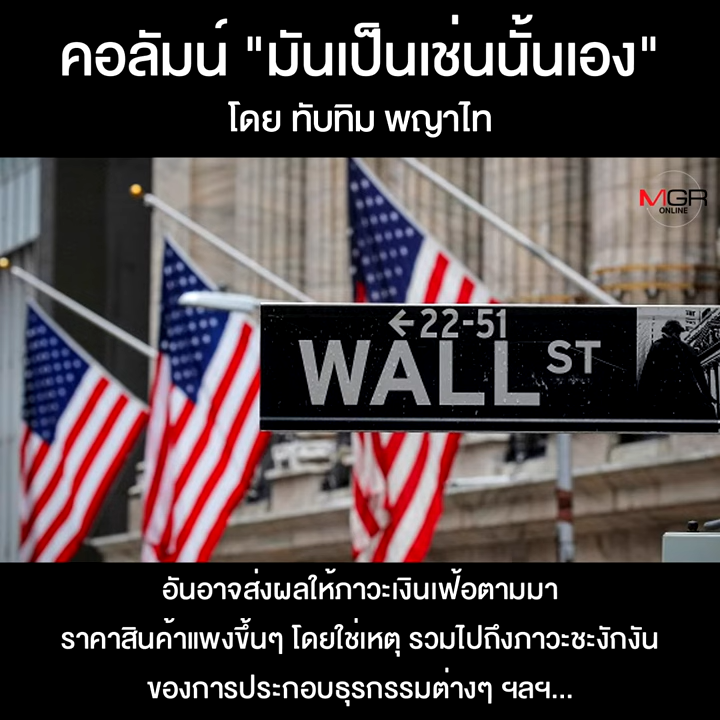 คอลัมน์ "มันเป็นเช่นนั้นเอง"
โดย ทับทิม พญาไท
MGR
ONLINE
←22-51
WALL ST
อันอาจส่งผลให้ภาวะเงินเฟ้อตามมา
ราคาสินค้าแพงขึ้นๆ โดยใช่เหตุ รวมไปถึงภาวะชะงักงัน
ของการประกอบธุรกรรมต่างๆ ฯลฯ...